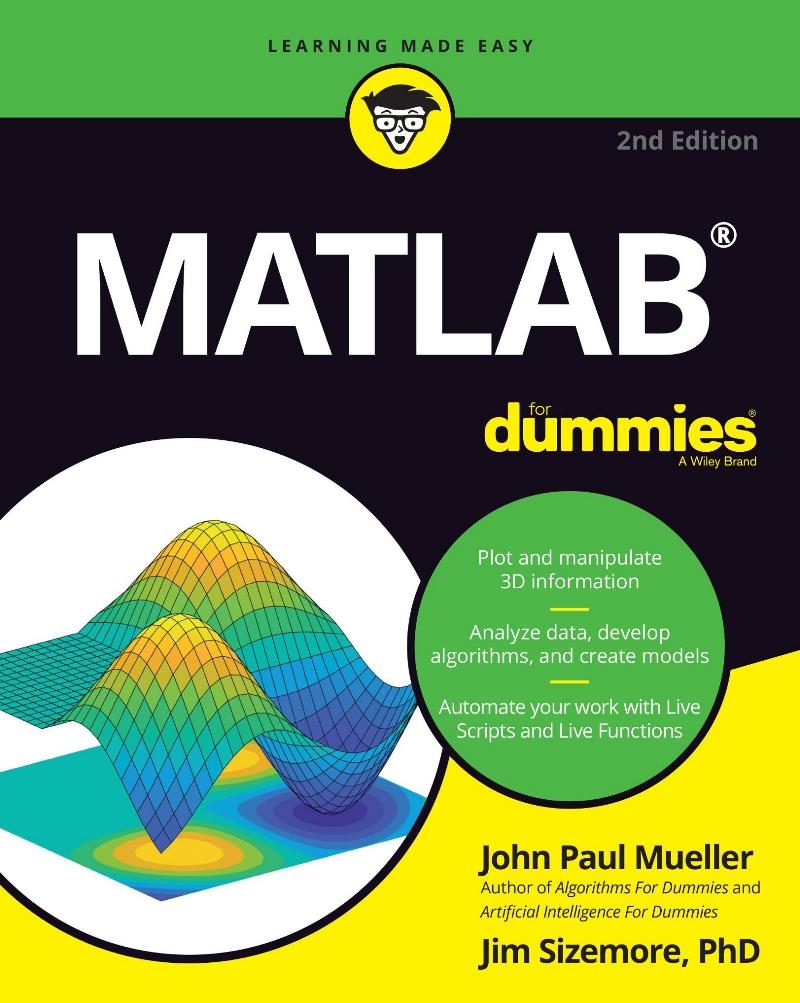 LEARNING MADE EASY
2nd Edition
MATLAB®
for
dummies®
A Wiley Brand
Plot and manipulate
3D information
Analyze data, develop
algorithms, and create models
Automate your work with Live
Scripts and Live Functions
John Paul Mueller
Author of Algorithms For Dummies and
Artificial Intelligence For Dummies
Jim Sizemore, PhD